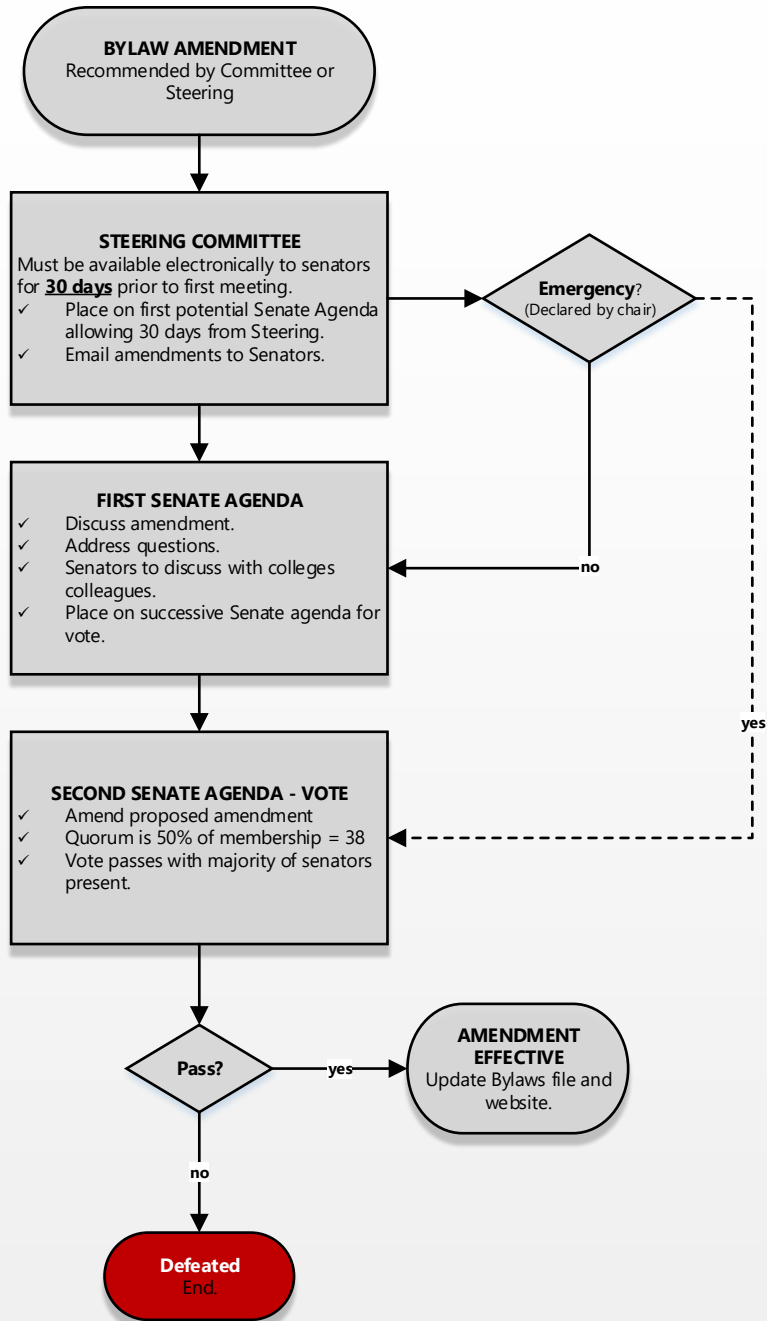 BYLAW AMENDMENT
Recommended by Committee or
Steering
STEERING COMMITTEE
Must be available electronically to senators
for 30 days prior to first meeting.
✓ Place on first potential Senate Agenda
allowing 30 days from Steering.
✓ Email amendments to Senators.
Emergency?
(Declared by chair)
FIRST SENATE AGENDA
✓ Discuss amendment.
✓ Address questions.
✓ Senators to discuss with colleges
colleagues.
✓ Place on successive Senate agenda for
vote.
no
yes
SECOND SENATE AGENDA - VOTE
✓ Amend proposed amendment
✓ Quorum is 50% of membership = 38
✓ Vote passes with majority of senators
present.
Pass?
yes
AMENDMENT
EFFECTIVE
Update Bylaws file and
website.
no
Defeated
End.